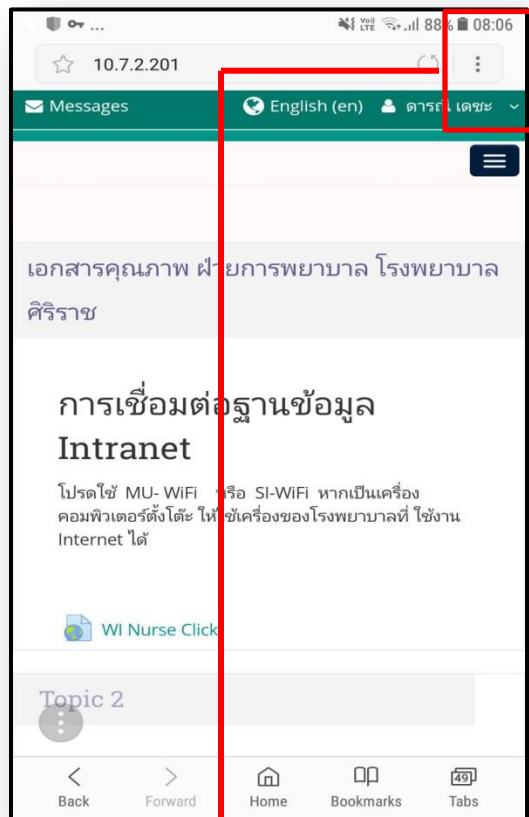 ... Vo) LTE 88% 08:06
10.7.2.201
Messages English (en) ดารณี เดชะ
เอกสารคุณภาพ ฝ่ายการพยาบาล โรงพยาบาล
ศิริราช
การเชื่อมต่อฐานข้อมูล
Intranet
โปรดใช้ MU- WiFi หรือ SI-WiFi หากเป็นเครื่อง
คอมพิวเตอร์ตั้งโต๊ะ ให้ใช้เครื่องของโรงพยาบาลที่ ใช้งาน
Internet ได้
WI Nurse Click
Topic 2
Back Forward Home Bookmarks 49 Tabs